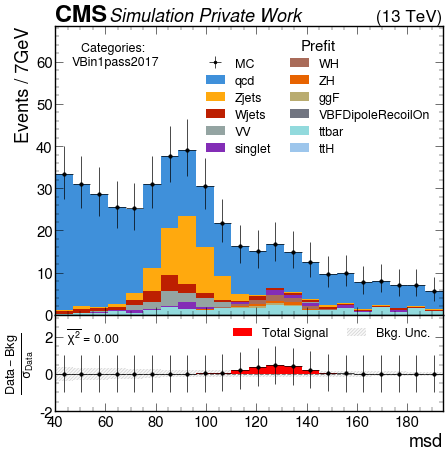 CMS Simulation Private Work (13 TeV)
Categories:
VBin1pass2017
Prefit
MC
qcd
Zjets
Wjets
VV
singlet
WH
ZH
ggF
VBFDipoleRecoilOn
ttbar
ttH
Events / 7GeV
60
50
40
30
20
10
0
χ² = 0.00
Total Signal
Bkg. Unc.
Data − Bkg
σData
2
0
-2
40 60 80 100 120 140 160 180
msd